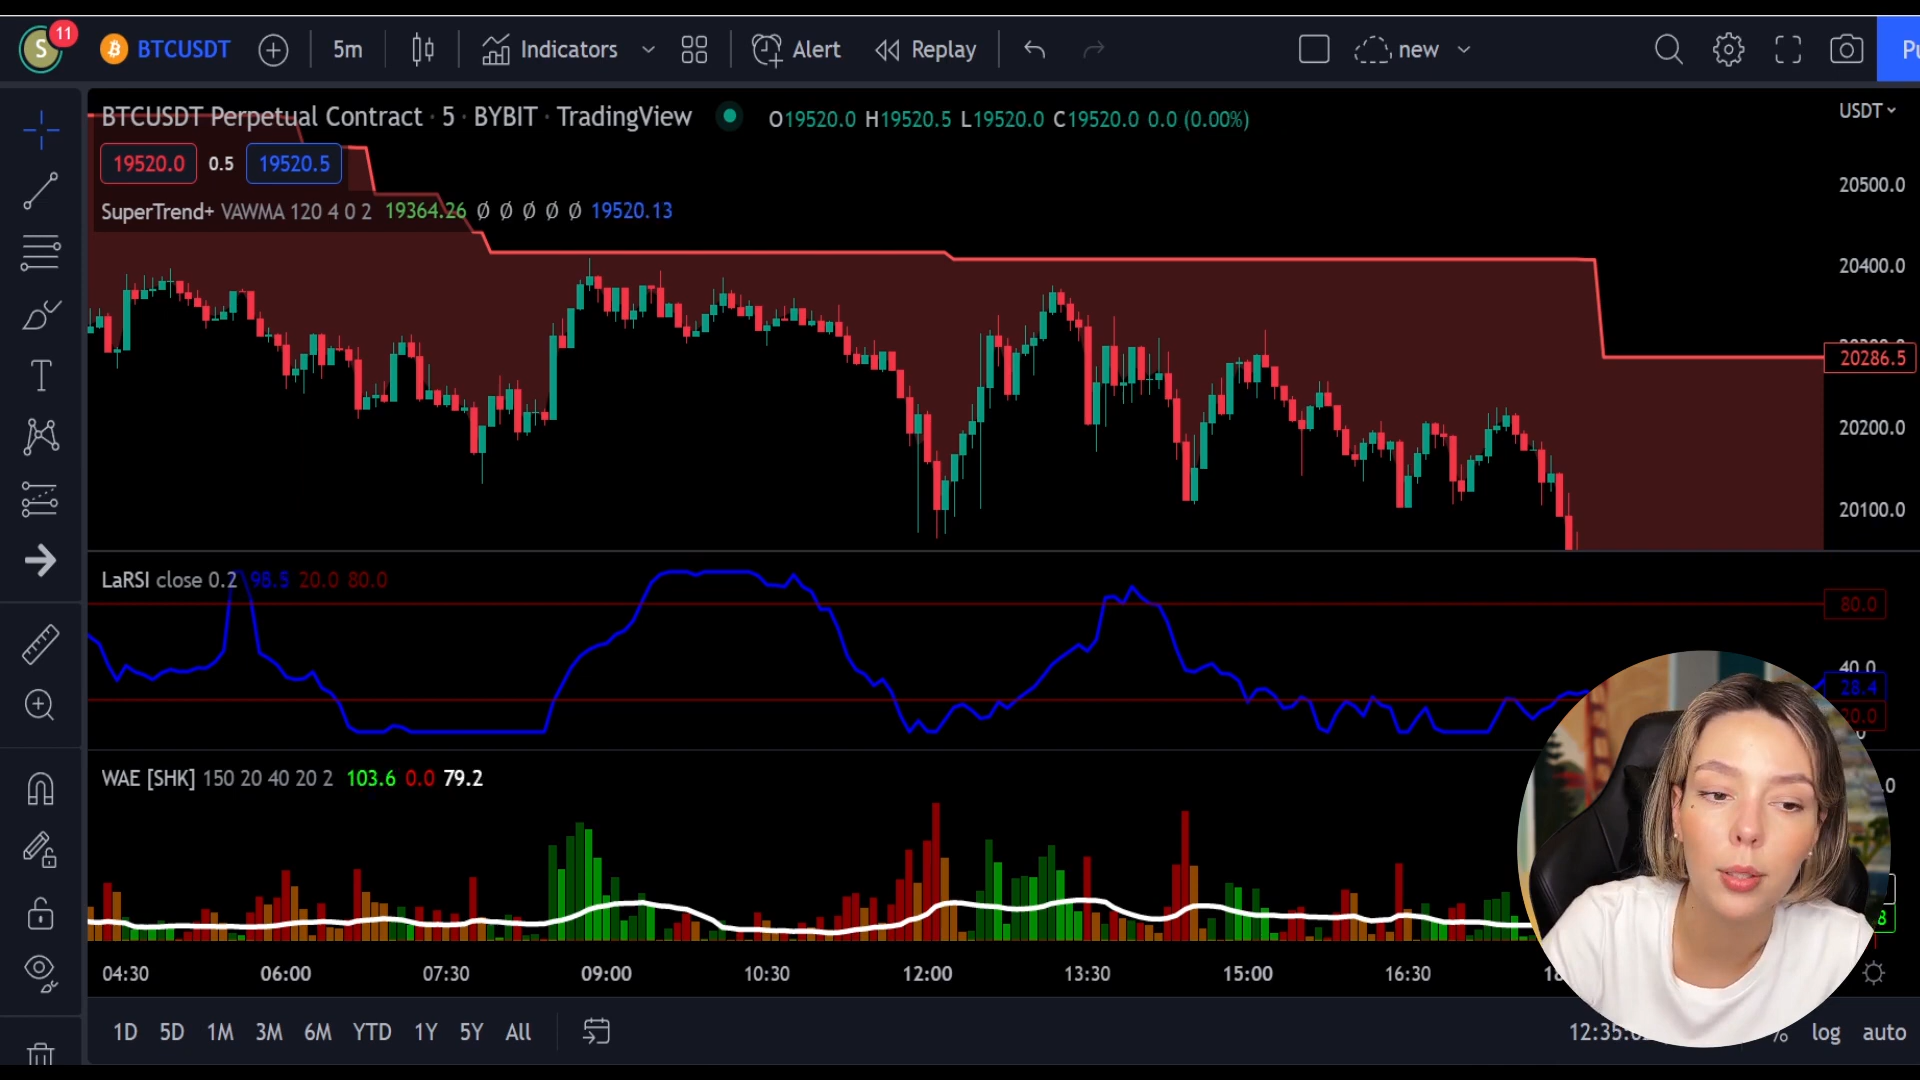 S 11 BTCUSDT 5m Indicators Alert Replay new
BTCUSDT Perpetual Contract · 5 · BYBIT · TradingView O19520.0 H19520.5 L19520.0 C19520.0 0.0 (0.00%)
USDT
19520.0 0.5 19520.5
SuperTrend+ VAWMA 120 4 0 2 19364.26 Ø Ø Ø Ø Ø 19520.13
20500.0
20400.0
20286.5
20200.0
20100.0
LaRSI close 0.2 98.5 20.0 80.0
80.0
40.0
28.4
WAE [SHK] 150 20 40 20 2 103.6 0.0 79.2
04:30 06:00 07:30 09:00 10:30 12:00 13:30 15:00 16:30
1D 5D 1M 3M 6M YTD 1Y 5Y All
% log auto